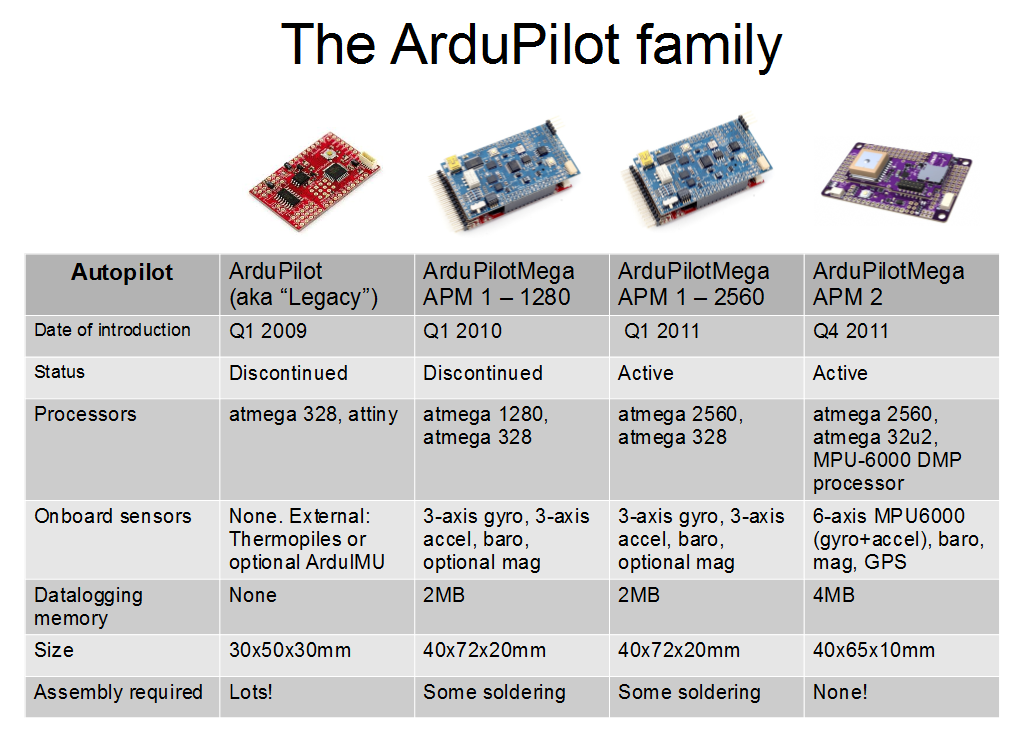 The ArduPilot family
Autopilot
ArduPilot
(aka “Legacy”)
ArduPilotMega
APM 1 – 1280
ArduPilotMega
APM 1 – 2560
ArduPilotMega
APM 2
Date of introduction
Q1 2009
Q1 2010
Q1 2011
Q4 2011
Status
Discontinued
Discontinued
Active
Active
Processors
atmega 328, attiny
atmega 1280,
atmega 328
atmega 2560,
atmega 328
atmega 2560,
atmega 32u2,
MPU-6000 DMP
processor
Onboard sensors
None. External:
Thermopiles or
optional ArduIMU
3-axis gyro, 3-axis
accel, baro,
optional mag
3-axis gyro, 3-axis
accel, baro,
optional mag
6-axis MPU6000
(gyro+accel), baro,
mag, GPS
Datalogging
memory
None
2MB
2MB
4MB
Size
30x50x30mm
40x72x20mm
40x72x20mm
40x65x10mm
Assembly required
Lots!
Some soldering
Some soldering
None!